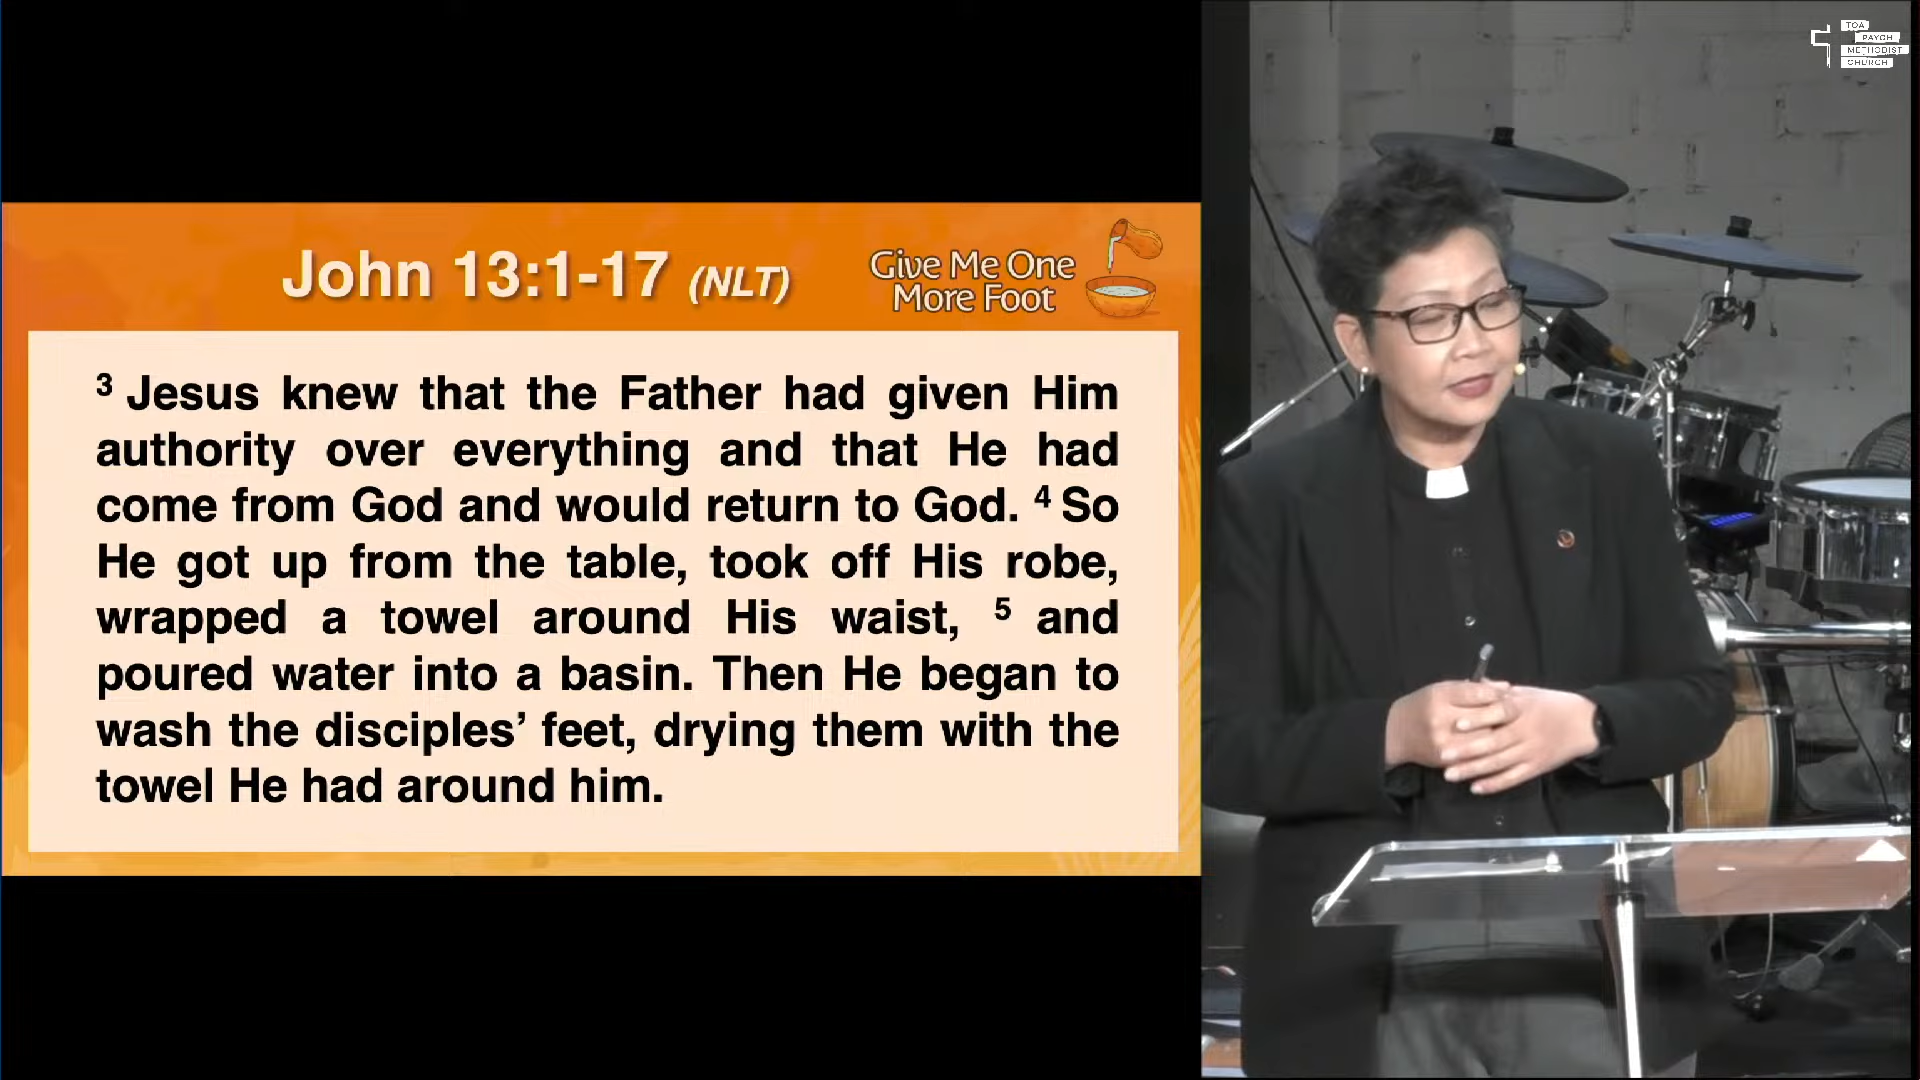 TOA
PAYOH
METHODIST
CHURCH
John 13:1-17 (NLT)
Give Me One
More Foot
³ Jesus knew that the Father had given Him
authority over everything and that He had
come from God and would return to God. ⁴ So
He got up from the table, took off His robe,
wrapped a towel around His waist, ⁵ and
poured water into a basin. Then He began to
wash the disciples’ feet, drying them with the
towel He had around him.